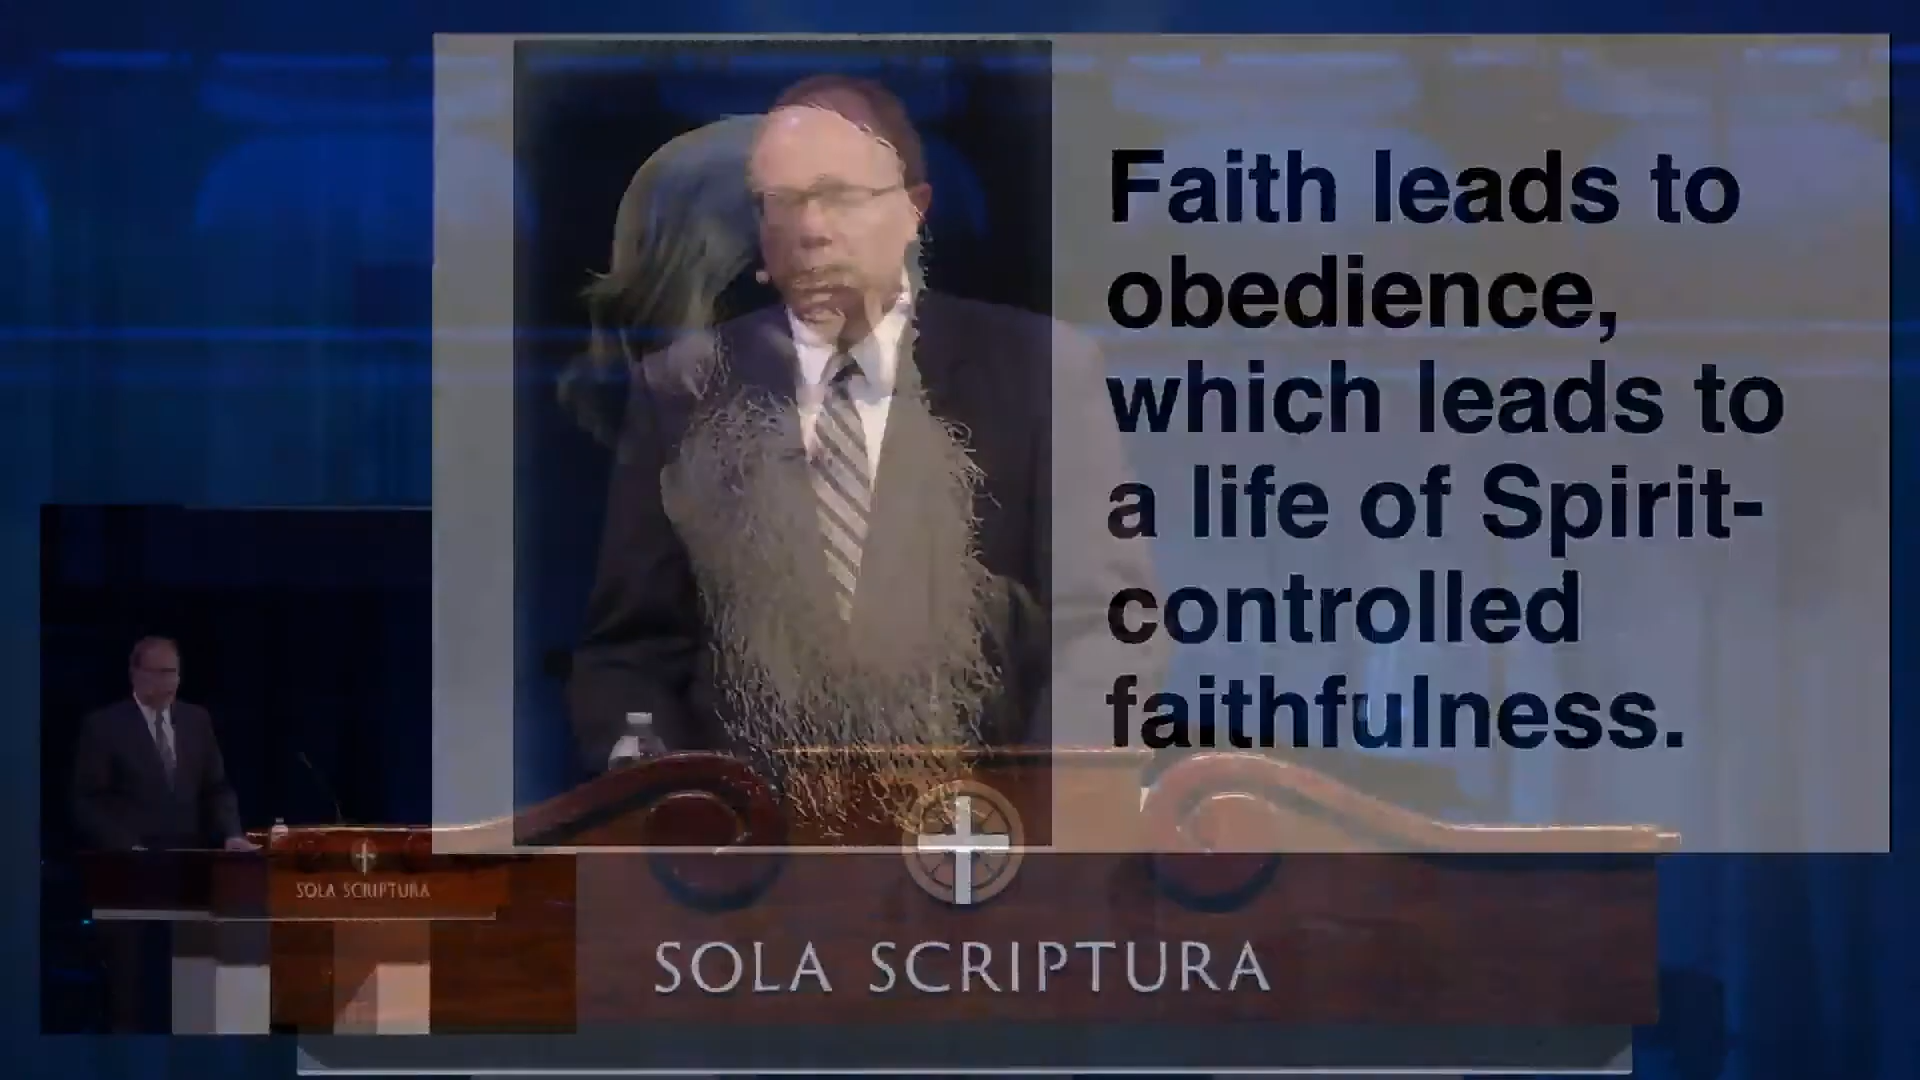 Faith leads to
obedience,
which leads to
a life of Spirit-
controlled
faithfulness.
SOLA SCRIPTURA
SOLA SCRIPTURA